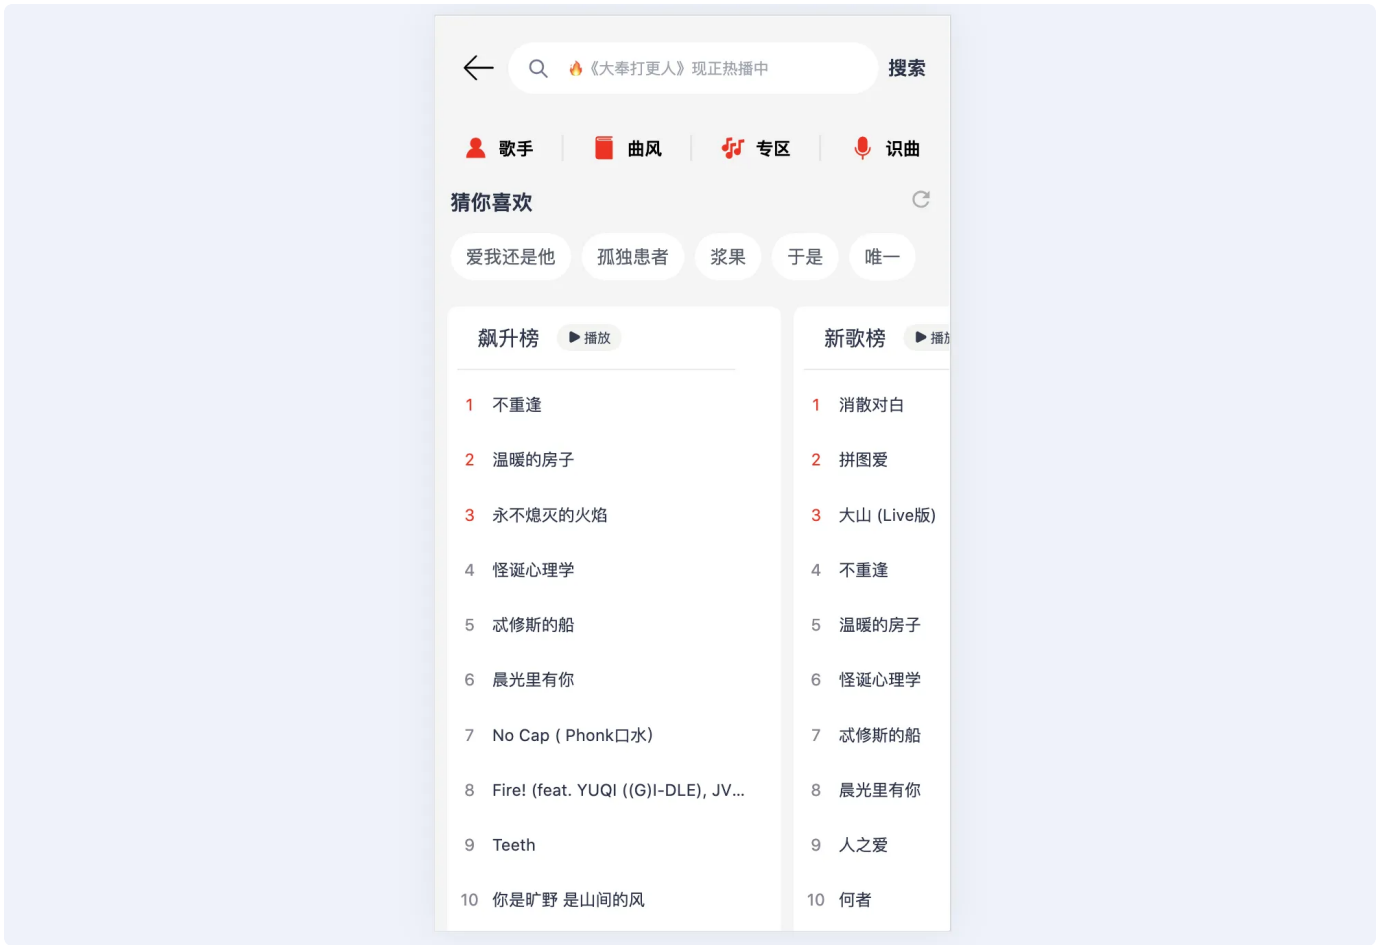 🔥《大奉打更人》现正热播中 搜索
歌手 曲风 专区 识曲
猜你喜欢
爱我还是他 孤独患者 浆果 于是 唯一
飙升榜 播放
1 不重逢
2 温暖的房子
3 永不熄灭的火焰
4 怪诞心理学
5 忒修斯的船
6 晨光里有你
7 No Cap ( Phonk口水)
8 Fire! (feat. YUQI ((G)I-DLE), JV...
9 Teeth
10 你是旷野 是山间的风
新歌榜 播放
1 消散对白
2 拼图爱
3 大山 (Live版)
4 不重逢
5 温暖的房子
6 怪诞心理学
7 忒修斯的船
8 晨光里有你
9 人之爱
10 何者